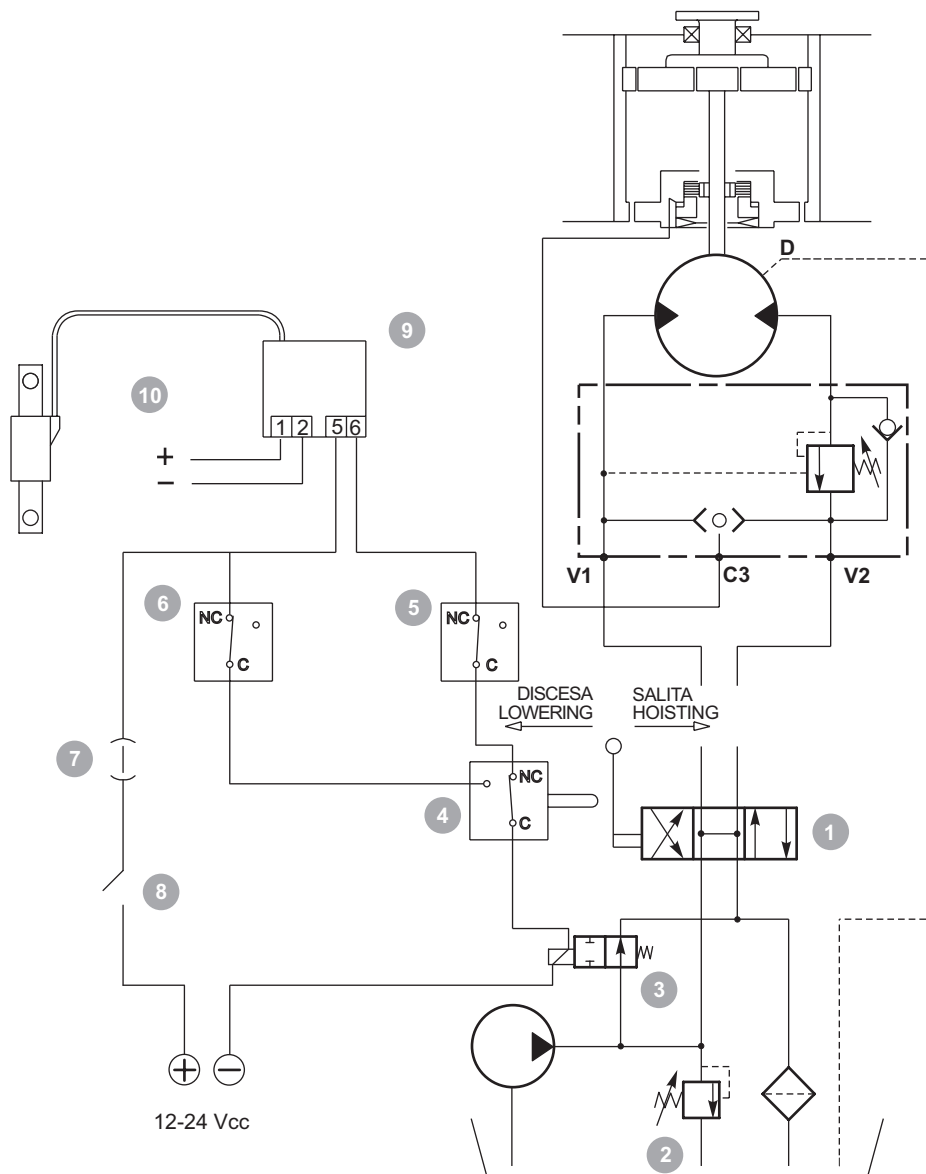 D
9
10
1 2 5 6
+
−
V1 C3 V2
6
NC
C
5
NC
C
DISCESA
LOWERING
SALITA
HOISTING
7
4
NC
C
1
8
3
+ −
12-24 Vcc
2